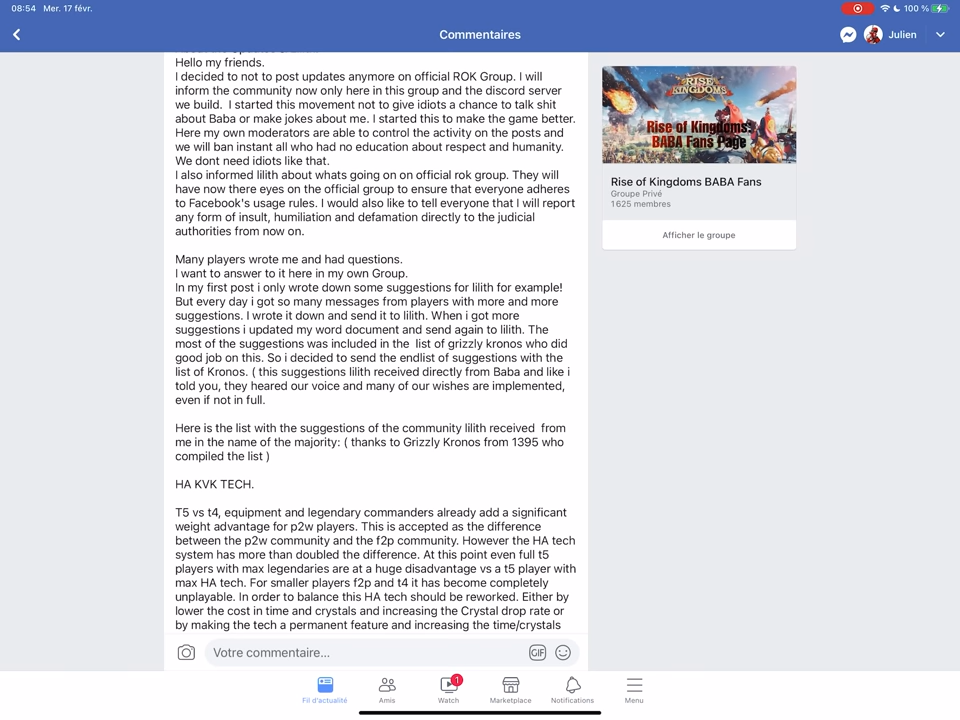 08:54 Mer. 17 févr.
100 %
Commentaires
Julien
Hello my friends.
I decided to not to post updates anymore on official ROK Group. I will
inform the community now only here in this group and the discord server
we build. I started this movement not to give idiots a chance to talk shit
about Baba or make jokes about me. I started this to make the game better.
Here my own moderators are able to control the activity on the posts and
we will ban instant all who had no education about respect and humanity.
We dont need idiots like that.
I also informed lilith about whats going on on official rok group. They will
have now there eyes on the official group to ensure that everyone adheres
to Facebook's usage rules. I would also like to tell everyone that I will report
any form of insult, humiliation and defamation directly to the judicial
authorities from now on.
Many players wrote me and had questions.
I want to answer to it here in my own Group.
In my first post i only wrote down some suggestions for lilith for example!
But every day i got so many messages from players with more and more
suggestions. I wrote it down and send it to lilith. When i got more
suggestions i updated my word document and send again to lilith. The
most of the suggestions was included in the list of grizzly kronos who did
good job on this. So i decided to send the endlist of suggestions with the
list of Kronos. ( this suggestions lilith received directly from Baba and like i
told you, they heared our voice and many of our wishes are implemented,
even if not in full.
Here is the list with the suggestions of the community lilith received from
me in the name of the majority: ( thanks to Grizzly Kronos from 1395 who
compiled the list )
HA KVK TECH.
T5 vs t4, equipment and legendary commanders already add a significant
weight advantage for p2w players. This is accepted as the difference
between the p2w community and the f2p community. However the HA tech
system has more than doubled the difference. At this point even full t5
players with max legendaries are at a huge disadvantage vs a t5 player with
max HA tech. For smaller players f2p and t4 it has become completely
unplayable. In order to balance this HA tech should be reworked. Either by
lower the cost in time and crystals and increasing the Crystal drop rate or
by making the tech a permanent feature and increasing the time/crystals
RISE OF
KINGDOMS
Rise of Kingdoms:
BABA Fans Page
Rise of Kingdoms BABA Fans
Groupe Privé
1 625 membres
Afficher le groupe
Votre commentaire...
GIF
1
Fil d'actualité
Amis
Watch
Marketplace
Notifications
Menu